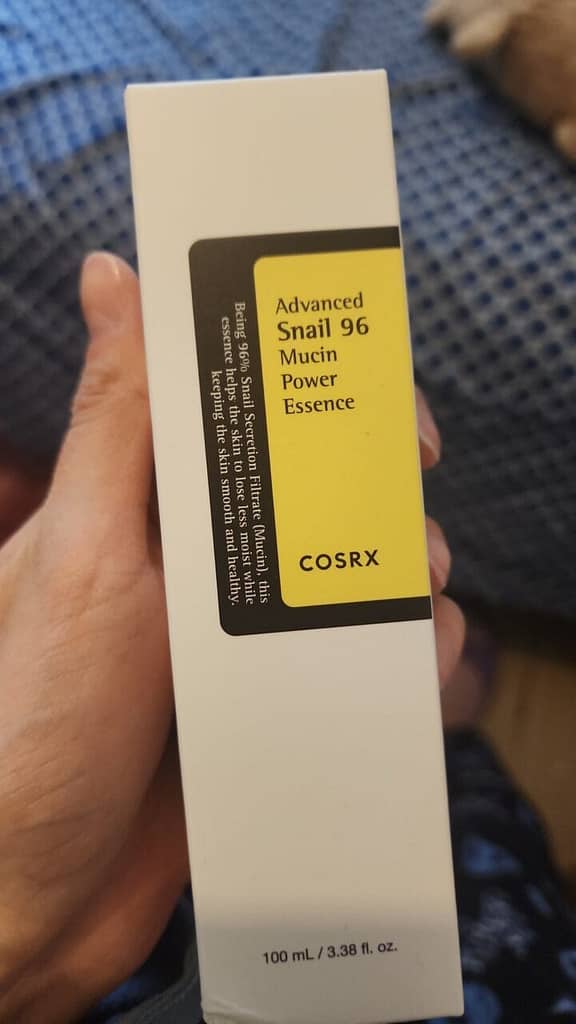 Advanced
Snail 96
Mucin
Power
Essence
COSRX
Being 96% Snail Secretion Filtrate (Mucin), this
essence helps the skin to lose less moist while
keeping the skin smooth and healthy.
100 mL / 3.38 fl. oz.